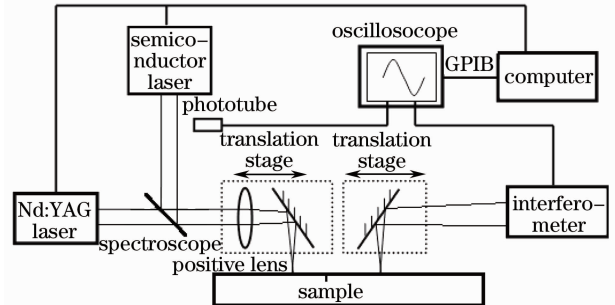 oscilloscope
semico-
nductor
laser
GPIB
computer
phototube
translation
stage
translation
stage
Nd:YAG
laser
spectroscope
positive lens
interfero-
meter
sample